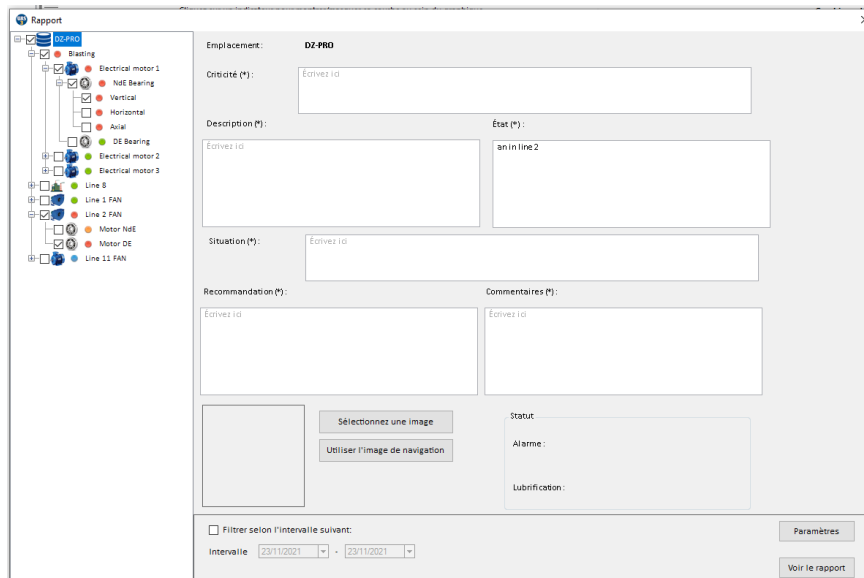 Rapport
DZ-PRO
Blasting
Electrical motor 1
NdE Bearing
Vertical
Horizontal
Axial
DE Bearing
Electrical motor 2
Electrical motor 3
Line 8
Line 1 FAN
Line 2 FAN
Motor NdE
Motor DE
Line 11 FAN
Emplacement: DZ-PRO
Criticité (*) :
Écrivez ici
Description (*) :
Écrivez ici
État (*) :
an in line 2
Situation (*) :
Écrivez ici
Recommandation (*) :
Écrivez ici
Commentaires (*) :
Écrivez ici
Sélectionnez une image
Utiliser l'image de navigation
Statut
Alarme :
Lubrification :
Filtrer selon l'intervalle suivant:
Intervalle 23/11/2021 - 23/11/2021
Paramètres
Voir le rapport